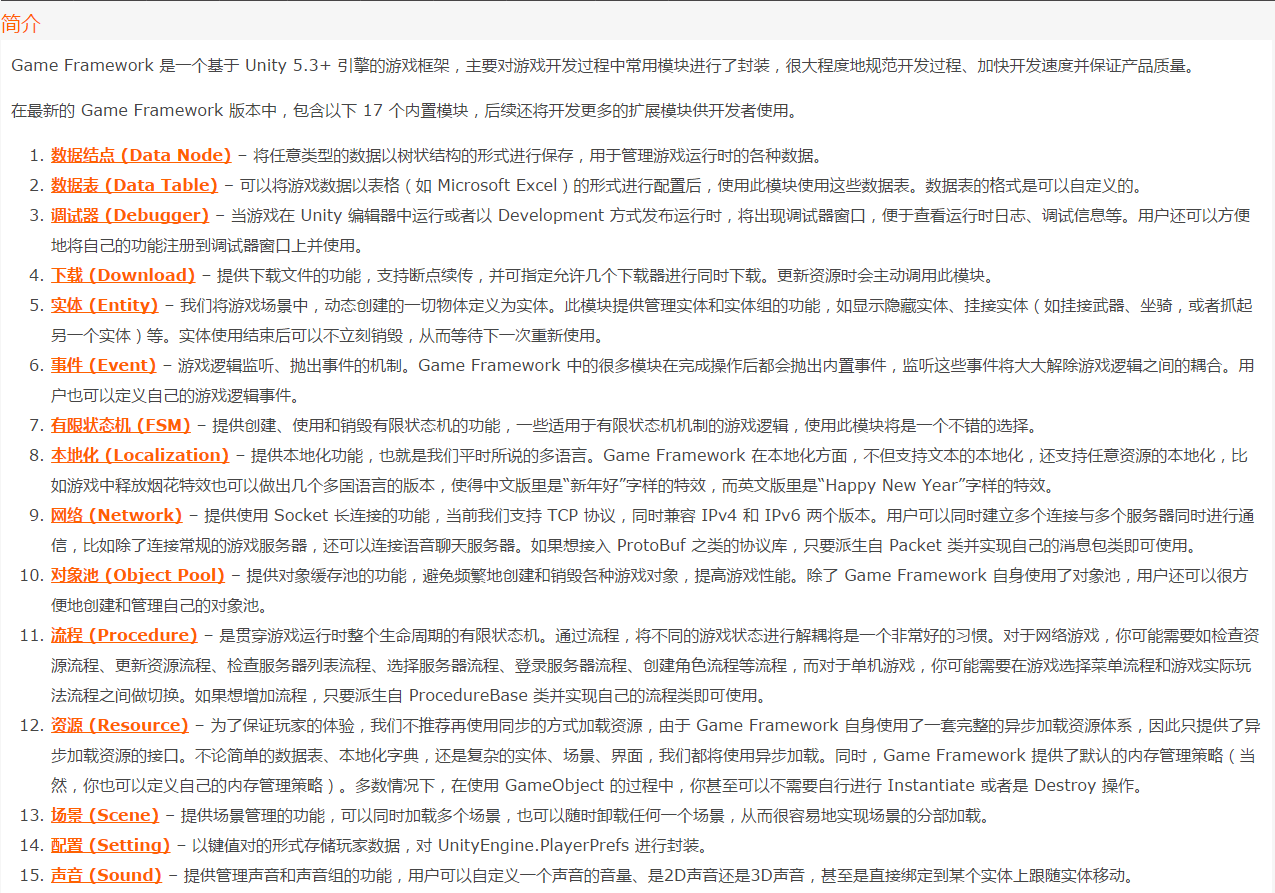 简介
Game Framework 是一个基于 Unity 5.3+ 引擎的游戏框架，主要对游戏开发过程中常用模块进行了封装，很大程度地规范开发过程、加快开发速度并保证产品质量。
在最新的 Game Framework 版本中，包含以下 17 个内置模块，后续还将开发更多的扩展模块供开发者使用。
1. 数据结点 (Data Node) – 将任意类型的数据以树状结构的形式进行保存，用于管理游戏运行时的各种数据。
2. 数据表 (Data Table) – 可以将游戏数据以表格（如 Microsoft Excel）的形式进行配置后，使用此模块使用这些数据表。数据表的格式是可以自定义的。
3. 调试器 (Debugger) – 当游戏在 Unity 编辑器中运行或者以 Development 方式发布运行时，将出现调试器窗口，便于查看运行时日志、调试信息等。用户还可以方便
地将自己的功能注册到调试器窗口上并使用。
4. 下载 (Download) – 提供下载文件的功能，支持断点续传，并可指定允许几个下载器进行同时下载。更新资源时会主动调用此模块。
5. 实体 (Entity) – 我们将游戏场景中，动态创建的一切物体定义为实体。此模块提供管理实体和实体组的功能，如显示隐藏实体、挂接实体（如挂接武器、坐骑，或者抓起
另一个实体）等。实体使用结束后可以不立刻销毁，从而等待下一次重新使用。
6. 事件 (Event) – 游戏逻辑监听、抛出事件的机制。Game Framework 中的很多模块在完成操作后都会抛出内置事件，监听这些事件将大大解除游戏逻辑之间的耦合。用
户也可以定义自己的游戏逻辑事件。
7. 有限状态机 (FSM) – 提供创建、使用和销毁有限状态机的功能，一些适用于有限状态机机制的游戏逻辑，使用此模块将是一个不错的选择。
8. 本地化 (Localization) – 提供本地化功能，也就是我们平时所说的多语言。Game Framework 在本地化方面，不但支持文本的本地化，还支持任意资源的本地化，比
如游戏中释放烟花特效也可以做出几个多国语言的版本，使得中文版里是“新年好”字样的特效，而英文版里是“Happy New Year”字样的特效。
9. 网络 (Network) – 提供使用 Socket 长连接的功能，当前我们支持 TCP 协议，同时兼容 IPv4 和 IPv6 两个版本。用户可以同时建立多个连接与多个服务器同时进行通
信，比如除了连接常规的游戏服务器，还可以连接语音聊天服务器。如果想接入 ProtoBuf 之类的协议库，只要派生自 Packet 类并实现自己的消息包类即可使用。
10. 对象池 (Object Pool) – 提供对象缓存池的功能，避免频繁地创建和销毁各种游戏对象，提高游戏性能。除了 Game Framework 自身使用了对象池，用户还可以很方
便地创建和管理自己的对象池。
11. 流程 (Procedure) – 是贯穿游戏运行时整个生命周期的有限状态机。通过流程，将不同的游戏状态进行解耦将是一个非常好的习惯。对于网络游戏，你可能需要如检查资
源流程、更新资源流程、检查服务器列表流程、选择服务器流程、登录服务器流程、创建角色流程等流程，而对于单机游戏，你可能需要在游戏选择菜单流程和游戏实际玩
法流程之间做切换。如果想增加流程，只要派生自 ProcedureBase 类并实现自己的流程类即可使用。
12. 资源 (Resource) – 为了保证玩家的体验，我们不推荐再使用同步的方式加载资源，由于 Game Framework 自身使用了一套完整的异步加载资源体系，因此只提供了异
步加载资源的接口。不论简单的数据表、本地化字典，还是复杂的实体、场景、界面，我们都将使用异步加载。同时，Game Framework 提供了默认的内存管理策略（当
然，你也可以定义自己的内存管理策略）。多数情况下，在使用 GameObject 的过程中，你甚至可以不需要自行进行 Instantiate 或者是 Destroy 操作。
13. 场景 (Scene) – 提供场景管理的功能，可以同时加载多个场景，也可以随时卸载任何一个场景，从而很容易地实现场景的分部加载。
14. 配置 (Setting) – 以键值对的形式存储玩家数据，对 UnityEngine.PlayerPrefs 进行封装。
15. 声音 (Sound) – 提供管理声音和声音组的功能，用户可以自定义一个声音的音量、是2D声音还是3D声音，甚至是直接绑定到某个实体上跟随实体移动。